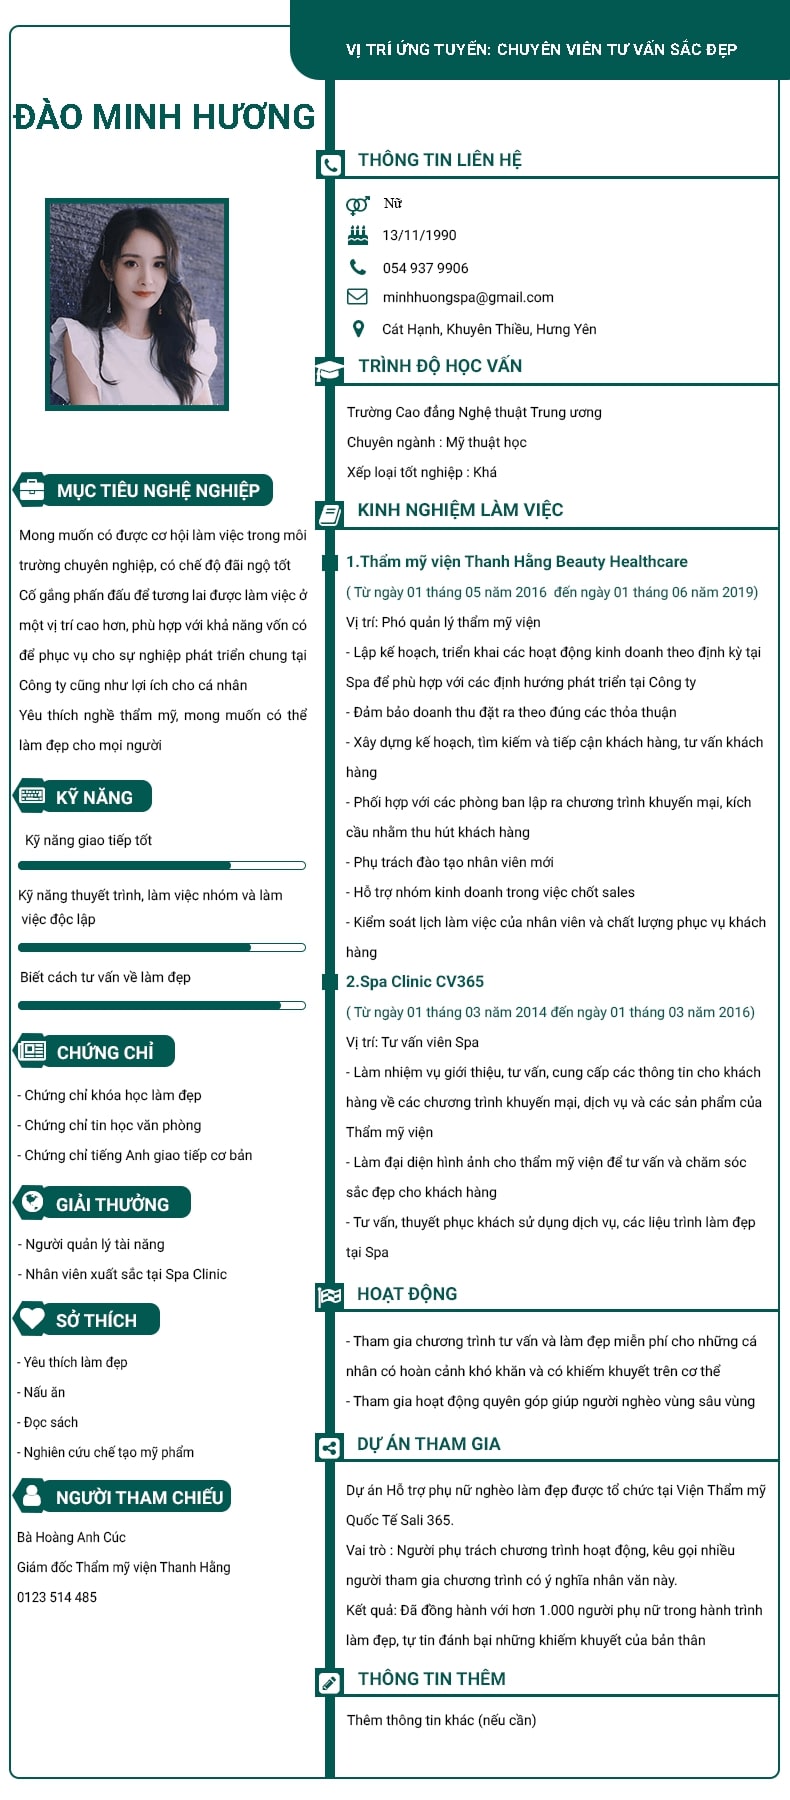 VỊ TRÍ ỨNG TUYỂN: CHUYÊN VIÊN TƯ VẤN SẮC ĐẸP
ĐÀO MINH HƯƠNG
MỤC TIÊU NGHỀ NGHIỆP
Mong muốn có được cơ hội làm việc trong môi
trường chuyên nghiệp, có chế độ đãi ngộ tốt
Cố gắng phấn đấu để tương lai được làm việc ở
một vị trí cao hơn, phù hợp với khả năng vốn có
để phục vụ cho sự nghiệp phát triển chung tại
Công ty cũng như lợi ích cho cá nhân
Yêu thích nghề thẩm mỹ, mong muốn có thể
làm đẹp cho mọi người
KỸ NĂNG
Kỹ năng giao tiếp tốt
Kỹ năng thuyết trình, làm việc nhóm và làm
việc độc lập
Biết cách tư vấn về làm đẹp
CHỨNG CHỈ
- Chứng chỉ khóa học làm đẹp
- Chứng chỉ tin học văn phòng
- Chứng chỉ tiếng Anh giao tiếp cơ bản
GIẢI THƯỞNG
- Người quản lý tài năng
- Nhân viên xuất sắc tại Spa Clinic
SỞ THÍCH
- Yêu thích làm đẹp
- Nấu ăn
- Đọc sách
- Nghiên cứu chế tạo mỹ phẩm
NGƯỜI THAM CHIẾU
Bà Hoàng Anh Cúc
Giám đốc Thẩm mỹ viện Thanh Hằng
0123 514 485
THÔNG TIN LIÊN HỆ
Nữ
13/11/1990
054 937 9906
minhhuongspa@gmail.com
Cát Hạnh, Khuyên Thiều, Hưng Yên
TRÌNH ĐỘ HỌC VẤN
Trường Cao đẳng Nghệ thuật Trung ương
Chuyên ngành : Mỹ thuật học
Xếp loại tốt nghiệp : Khá
KINH NGHIỆM LÀM VIỆC
1.Thẩm mỹ viện Thanh Hằng Beauty Healthcare
( Từ ngày 01 tháng 05 năm 2016  đến ngày 01 tháng 06 năm 2019)
Vị trí: Phó quản lý thẩm mỹ viện
- Lập kế hoạch, triển khai các hoạt động kinh doanh theo định kỳ tại
Spa để phù hợp với các định hướng phát triển tại Công ty
- Đảm bảo doanh thu đặt ra theo đúng các thỏa thuận
- Xây dựng kế hoạch, tìm kiếm và tiếp cận khách hàng, tư vấn khách
hàng
- Phối hợp với các phòng ban lập ra chương trình khuyến mại, kích
cầu nhằm thu hút khách hàng
- Phụ trách đào tạo nhân viên mới
- Hỗ trợ nhóm kinh doanh trong việc chốt sales
- Kiểm soát lịch làm việc của nhân viên và chất lượng phục vụ khách
hàng
2.Spa Clinic CV365
( Từ ngày 01 tháng 03 năm 2014 đến ngày 01 tháng 03 năm 2016)
Vị trí: Tư vấn viên Spa
- Làm nhiệm vụ giới thiệu, tư vấn, cung cấp các thông tin cho khách
hàng về các chương trình khuyến mại, dịch vụ và các sản phẩm của
Thẩm mỹ viện
- Làm đại diện hình ảnh cho thẩm mỹ viện để tư vấn và chăm sóc
sắc đẹp cho khách hàng
- Tư vấn, thuyết phục khách sử dụng dịch vụ, các liệu trình làm đẹp
tại Spa
HOẠT ĐỘNG
- Tham gia chương trình tư vấn và làm đẹp miễn phí cho những cá
nhân có hoàn cảnh khó khăn và có khiếm khuyết trên cơ thể
- Tham gia hoạt động quyên góp giúp người nghèo vùng sâu vùng
DỰ ÁN THAM GIA
Dự án Hỗ trợ phụ nữ nghèo làm đẹp được tổ chức tại Viện Thẩm mỹ
Quốc Tế Sali 365.
Vai trò : Người phụ trách chương trình hoạt động, kêu gọi nhiều
người tham gia chương trình có ý nghĩa nhân văn này.
Kết quả: Đã đồng hành với hơn 1.000 người phụ nữ trong hành trình
làm đẹp, tự tin đánh bại những khiếm khuyết của bản thân
THÔNG TIN THÊM
Thêm thông tin khác (nếu cần)